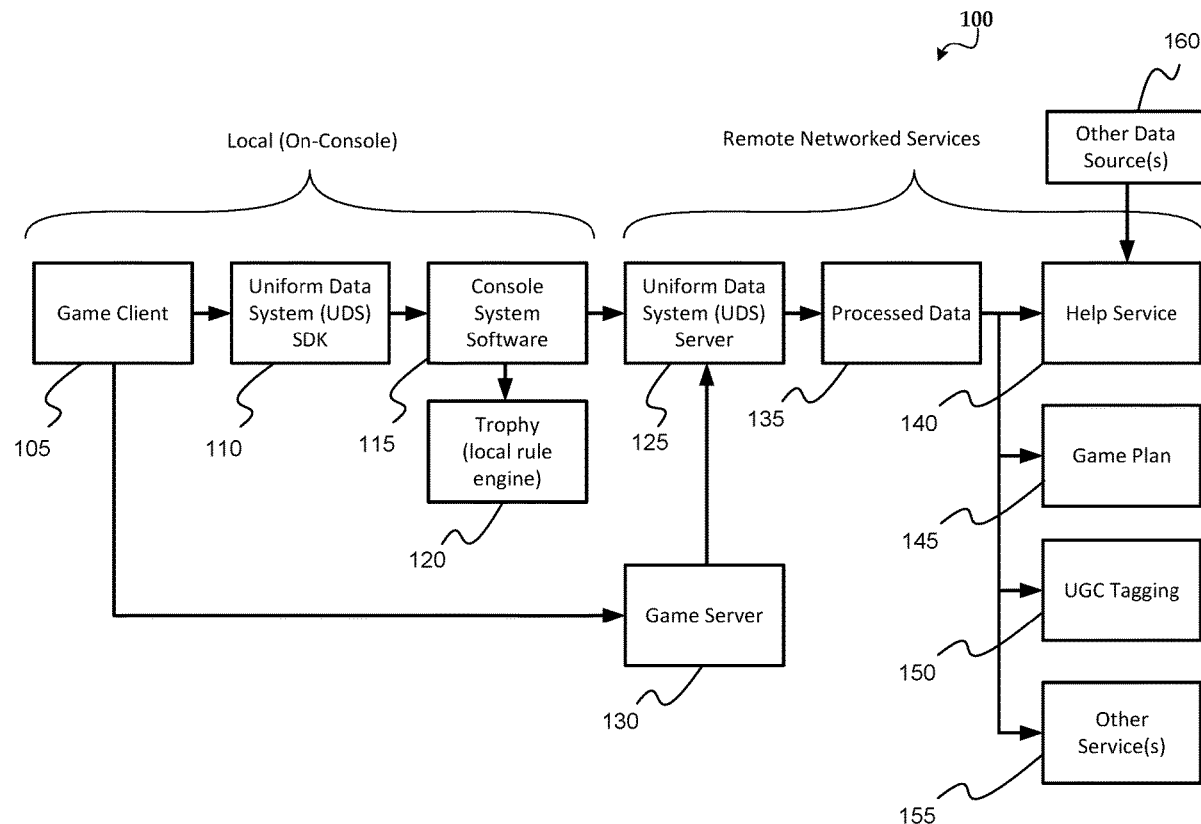 100
160
Local (On-Console)
Remote Networked Services
Other Data
Source(s)
Game Client
Uniform Data
System (UDS)
SDK
Console
System
Software
Uniform Data
System (UDS)
Server
Processed Data
Help Service
105
110
115
Trophy
(local rule
engine)
120
125
135
140
Game Plan
145
Game Server
130
UGC Tagging
150
Other
Service(s)
155